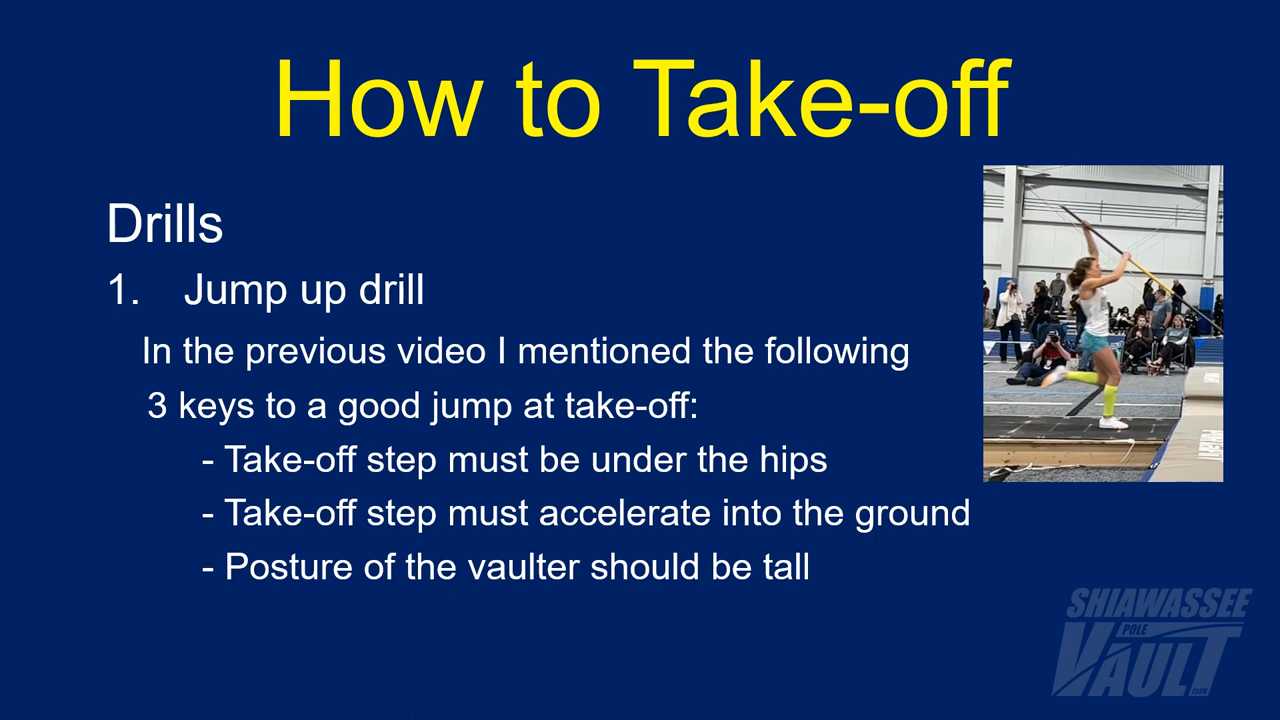 How to Take-off
Drills
1. Jump up drill
In the previous video I mentioned the following
3 keys to a good jump at take-off:
- Take-off step must be under the hips
- Take-off step must accelerate into the ground
- Posture of the vaulter should be tall
SHIAWASSEE
POLE
VAULT
CLUB